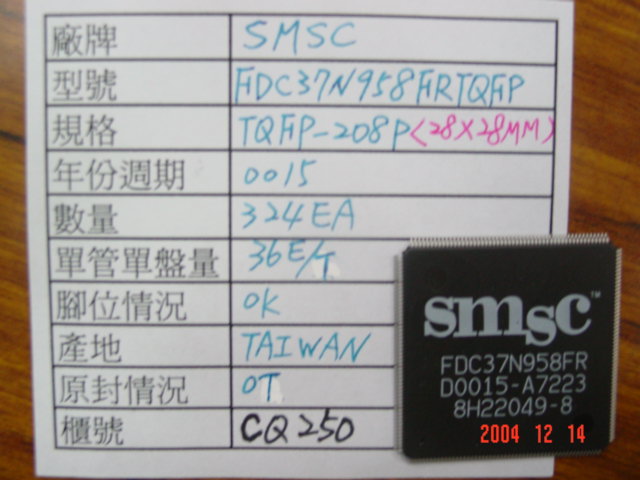 廠牌 SMSC
型號 FDC37N958FRTQFP
規格 TQFP-208P(28X28MM)
年份週期 0015
數量 324EA
單管單盤量 36E/T
腳位情況 OK
產地 TAIWAN
原封情況 OT
櫃號 CQ250
smsc™
FDC37N958FR
D0015-A7223
8H22049-8
2004 12 14